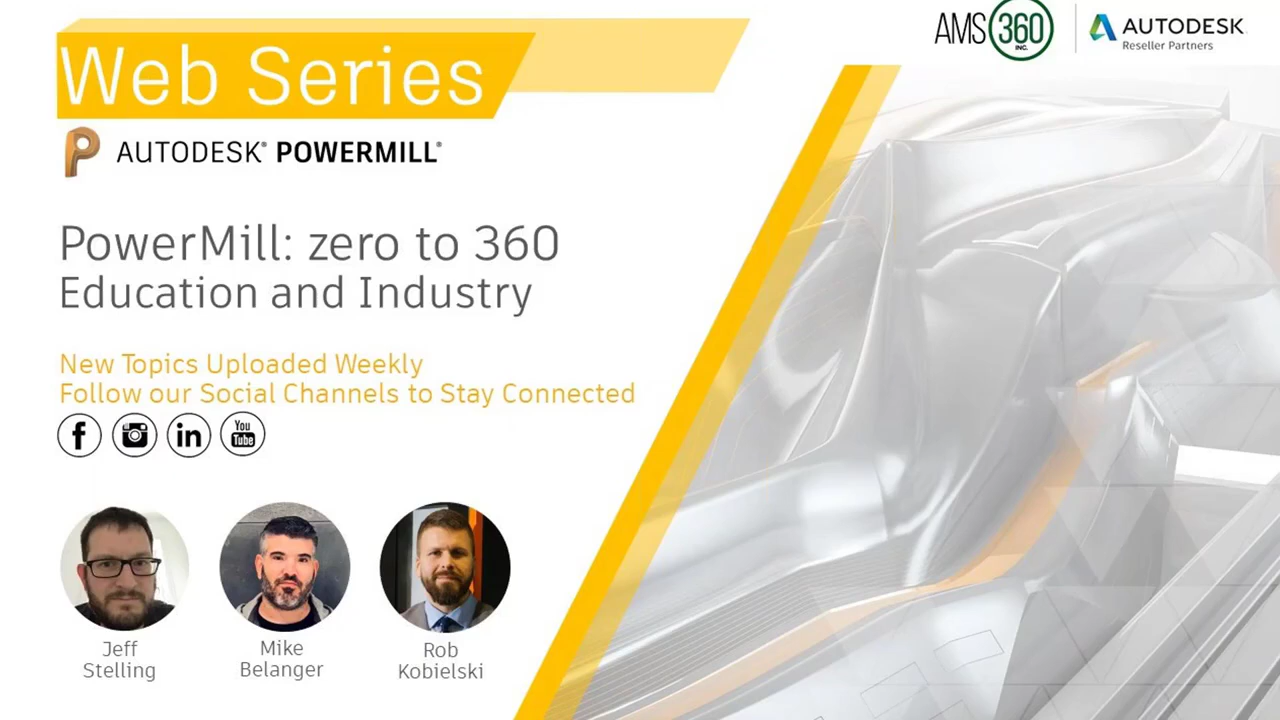 Web Series
AMS 360 INC.
AUTODESK
Reseller Partners
P AUTODESK® POWERMILL®
PowerMill: zero to 360
Education and Industry
New Topics Uploaded Weekly
Follow our Social Channels to Stay Connected
f in You Tube
Jeff
Stelling
Mike
Belanger
Rob
Kobielski